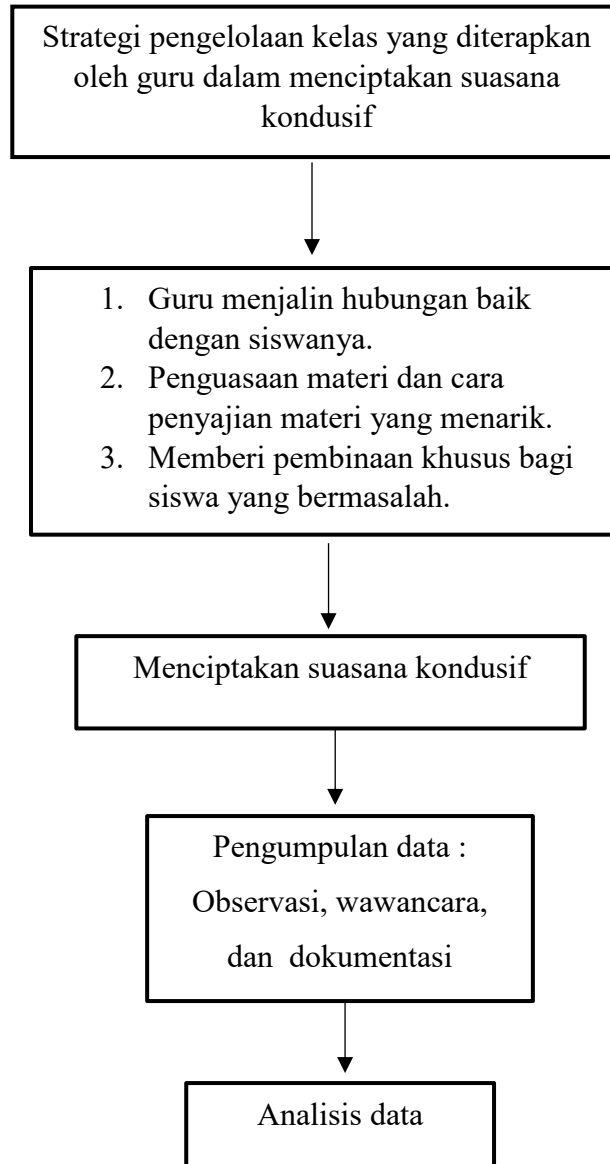 Strategi pengelolaan kelas yang diterapkan
oleh guru dalam menciptakan suasana
kondusif
1. Guru menjalin hubungan baik
dengan siswanya.
2. Penguasaan materi dan cara
penyajian materi yang menarik.
3. Memberi pembinaan khusus bagi
siswa yang bermasalah.
Menciptakan suasana kondusif
Pengumpulan data :
Observasi, wawancara,
dan dokumentasi
Analisis data